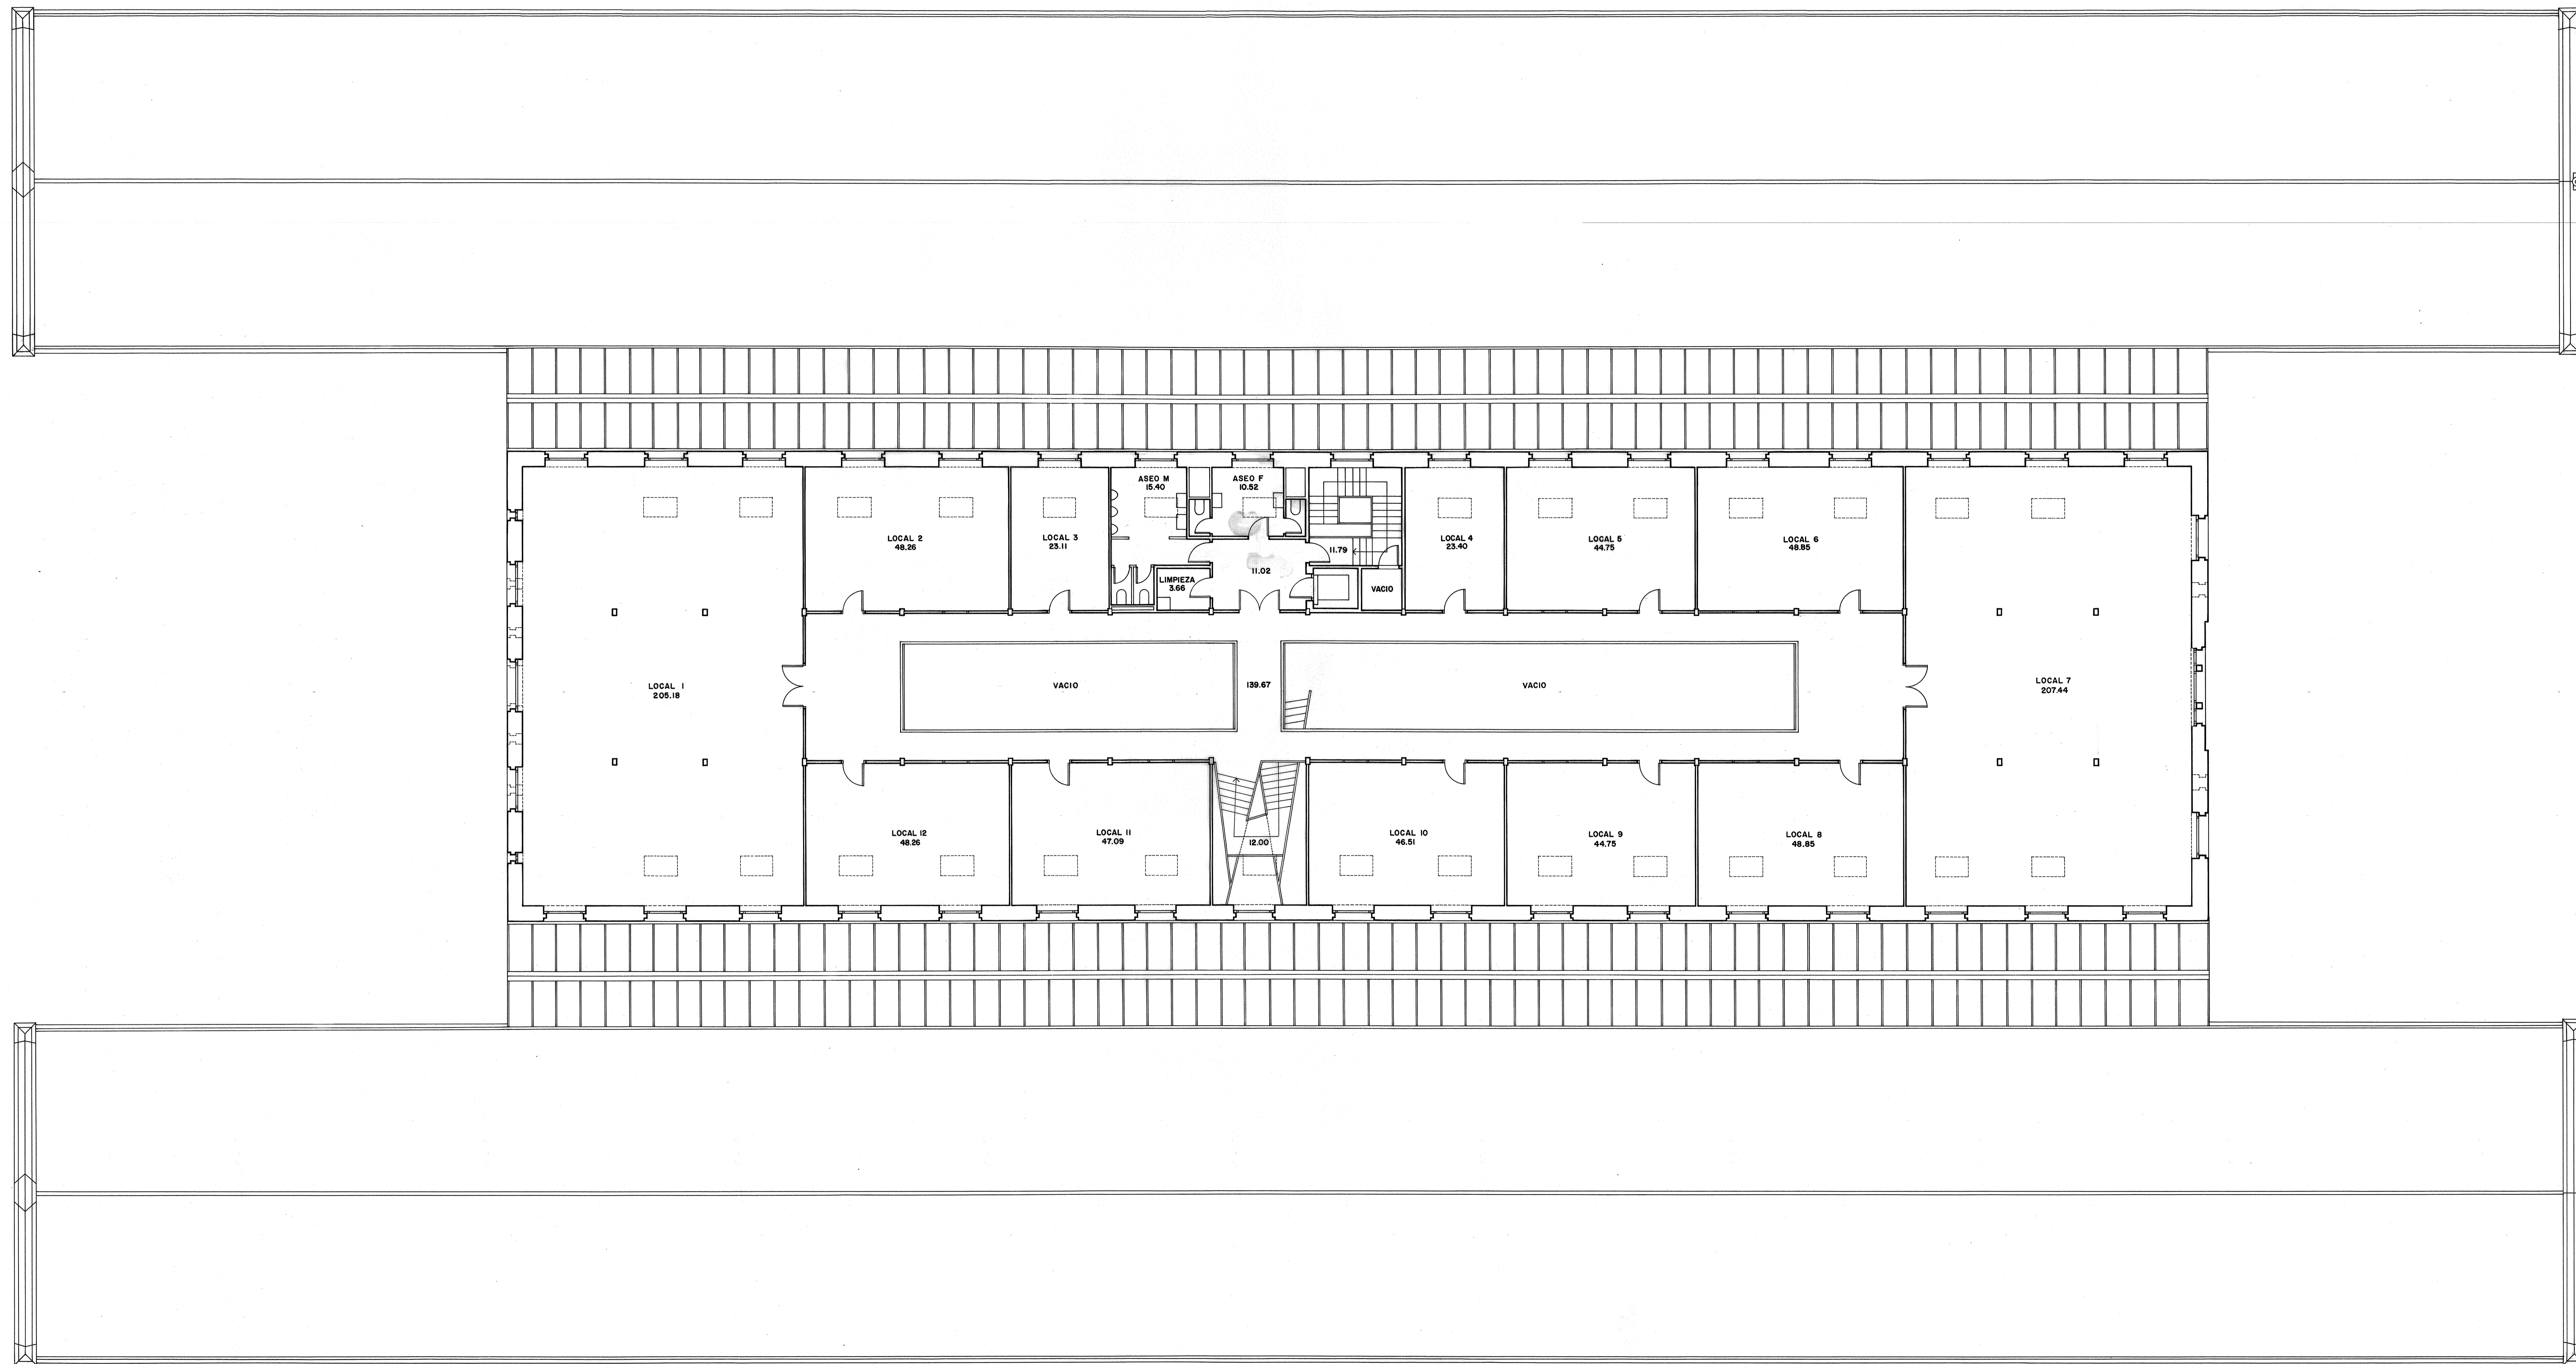 ASEO M
15.40
ASEO F
10.52
LOCAL 2
48.26
LOCAL 3
23.11
11.79
LOCAL 4
23.40
LOCAL 5
44.75
LOCAL 6
48.85
11.02
LIMPIEZA
3.66
VACIO
LOCAL 1
205.18
VACIO
139.67
VACIO
LOCAL 7
207.44
LOCAL 12
48.26
LOCAL 11
47.09
12.00
LOCAL 10
46.51
LOCAL 9
44.75
LOCAL 8
48.85